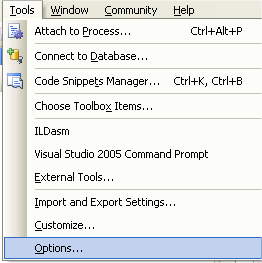 Tools Window Community Help
Attach to Process... Ctrl+Alt+P
Connect to Database...
Code Snippets Manager... Ctrl+K, Ctrl+B
Choose Toolbox Items...
ILDasm
Visual Studio 2005 Command Prompt
External Tools...
Import and Export Settings...
Customize...
Options...